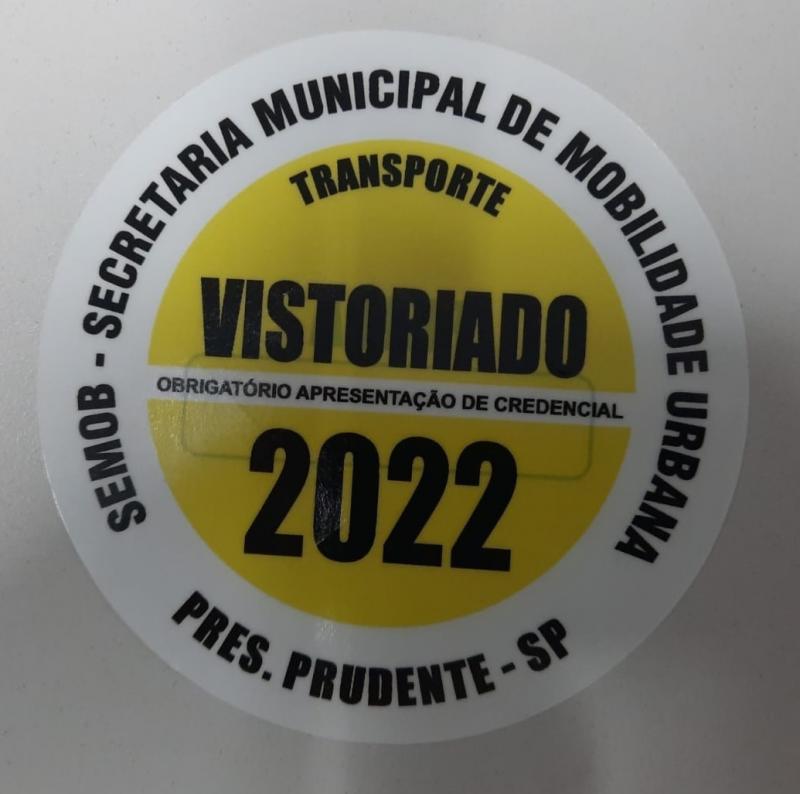 SEMOB - SECRETARIA MUNICIPAL DE MOBILIDADE URBANA
TRANSPORTE
VISTORIADO
OBRIGATÓRIO APRESENTAÇÃO DE CREDENCIAL
2022
PRES. PRUDENTE - SP